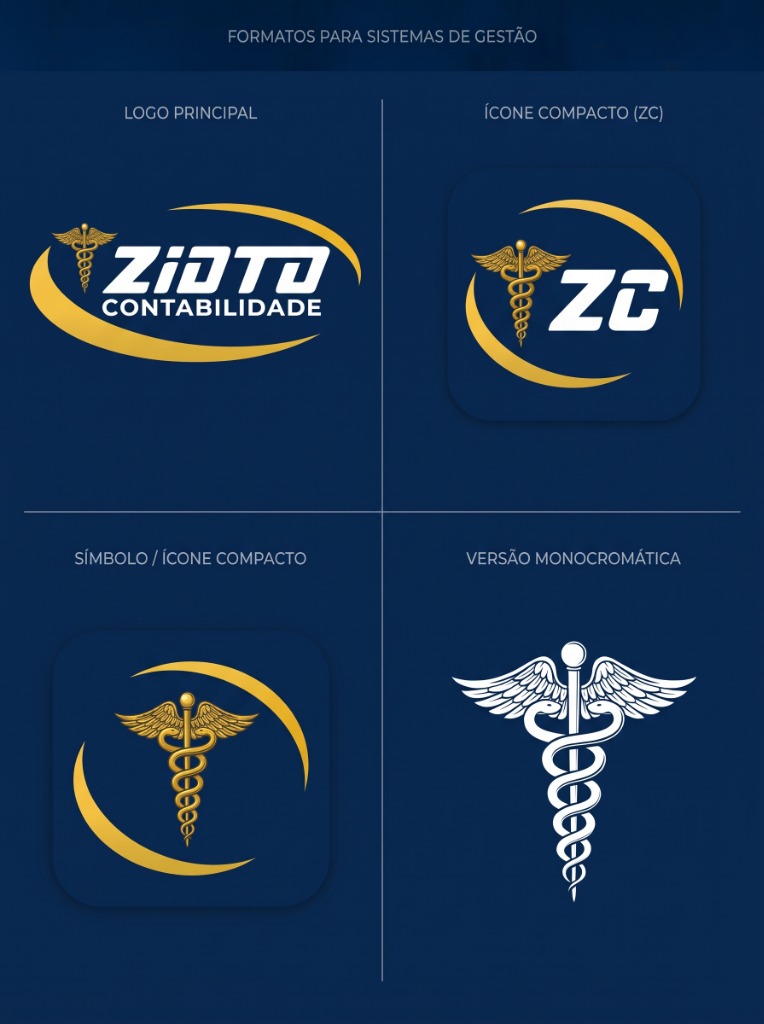 FORMATOS PARA SISTEMAS DE GESTÃO
LOGO PRINCIPAL
ZiOTO
CONTABILIDADE
ÍCONE COMPACTO (ZC)
ZC
SÍMBOLO / ÍCONE COMPACTO
VERSÃO MONOCROMÁTICA